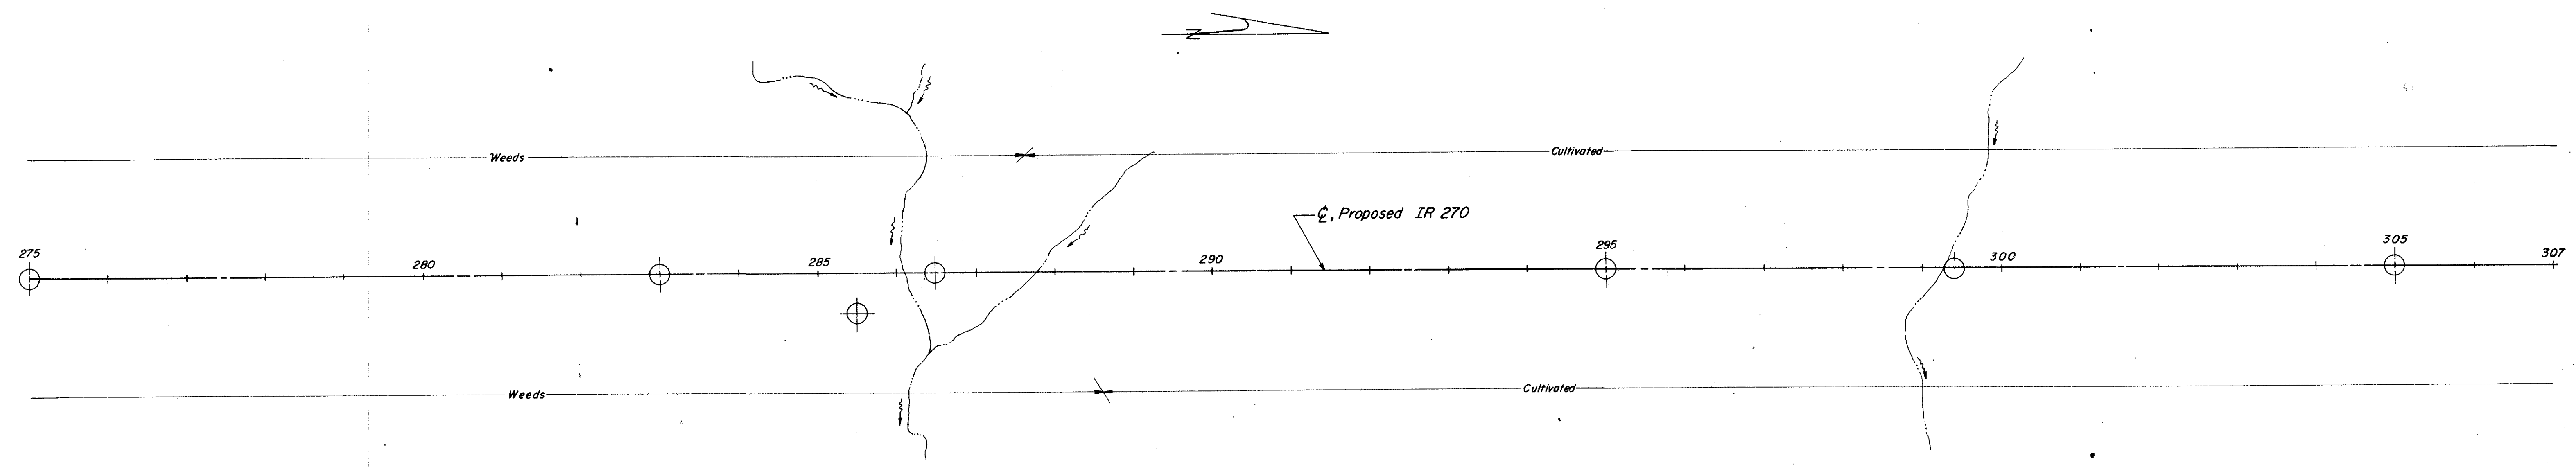 N
Weeds
Cultivated
℄, Proposed IR 270
275
280
285
290
295
300
305
307
Weeds
Cultivated